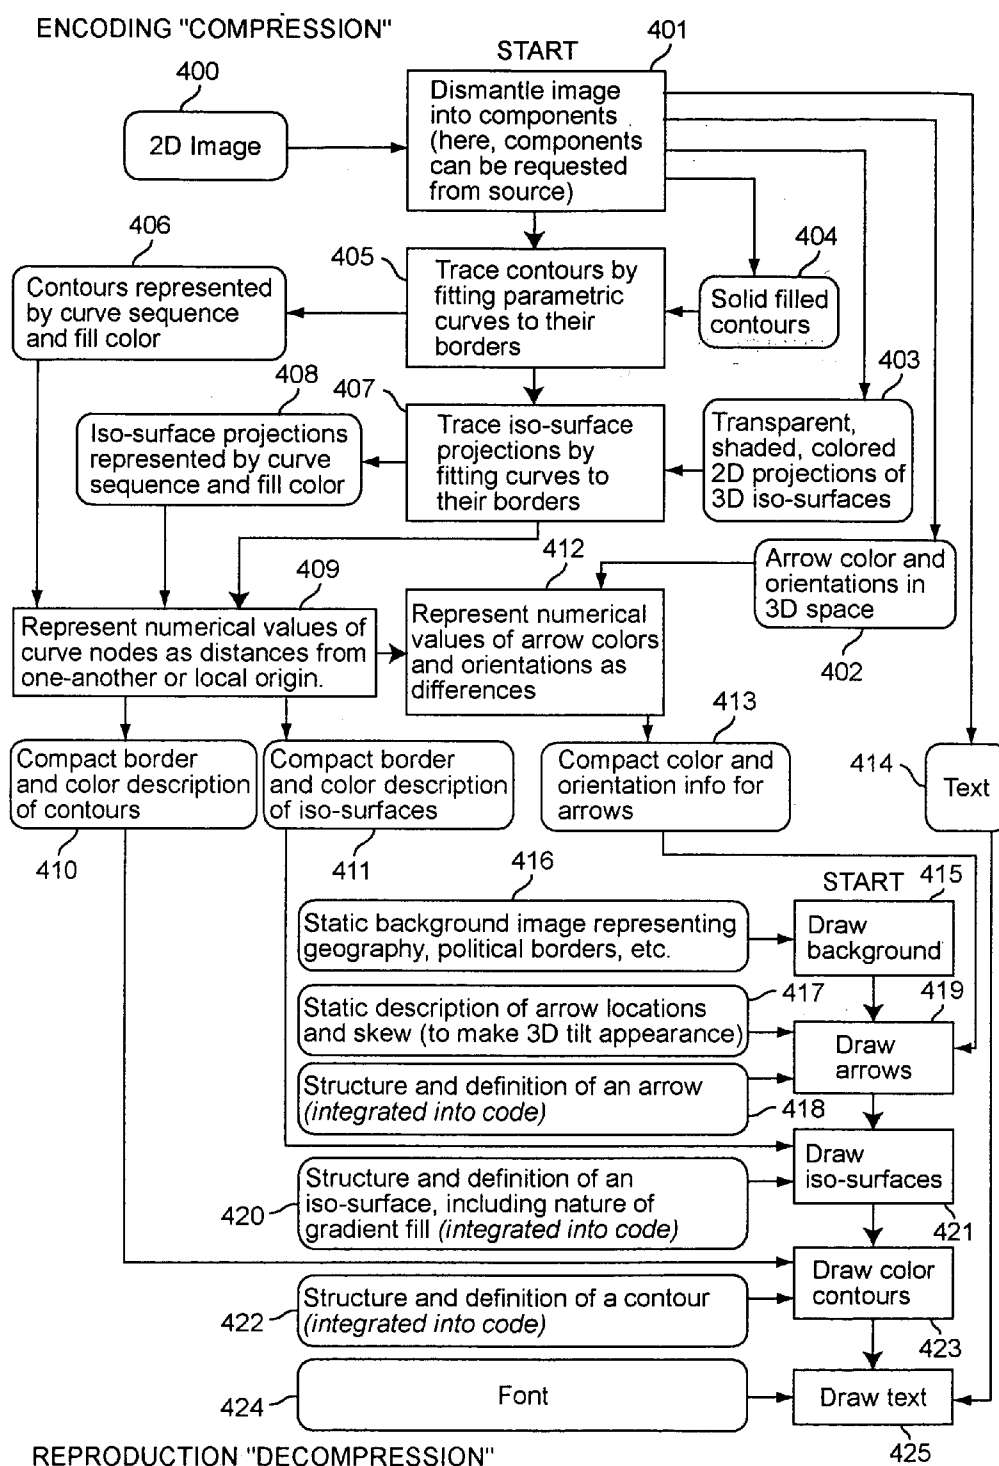 ENCODING "COMPRESSION"
START
401
400
2D Image
Dismantle image
into components
(here, components
can be requested
from source)
406
Contours represented
by curve sequence
and fill color
405
Trace contours by
fitting parametric
curves to their
borders
404
Solid filled
contours
408
Iso-surface projections
represented by curve
sequence and fill color
407
Trace iso-surface
projections by
fitting curves to
their borders
403
Transparent,
shaded, colored
2D projections of
3D iso-surfaces
409
Represent numerical values of
curve nodes as distances from
one-another or local origin.
412
Represent numerical
values of arrow colors
and orientations as
differences
Arrow color and
orientations in
3D space
402
Compact border
and color description
of contours
410
Compact border
and color description
of iso-surfaces
411
413
Compact color and
orientation info for
arrows
414
Text
416
Static background image representing
geography, political borders, etc.
START
415
Draw
background
417
Static description of arrow locations
and skew (to make 3D tilt appearance)
419
Draw
arrows
Structure and definition of an arrow
(integrated into code)
418
Draw
iso-surfaces
421
420
Structure and definition of an
iso-surface, including nature of
gradient fill (integrated into code)
Draw color
contours
423
422
Structure and definition of a contour
(integrated into code)
424
Font
Draw text
425
REPRODUCTION "DECOMPRESSION"